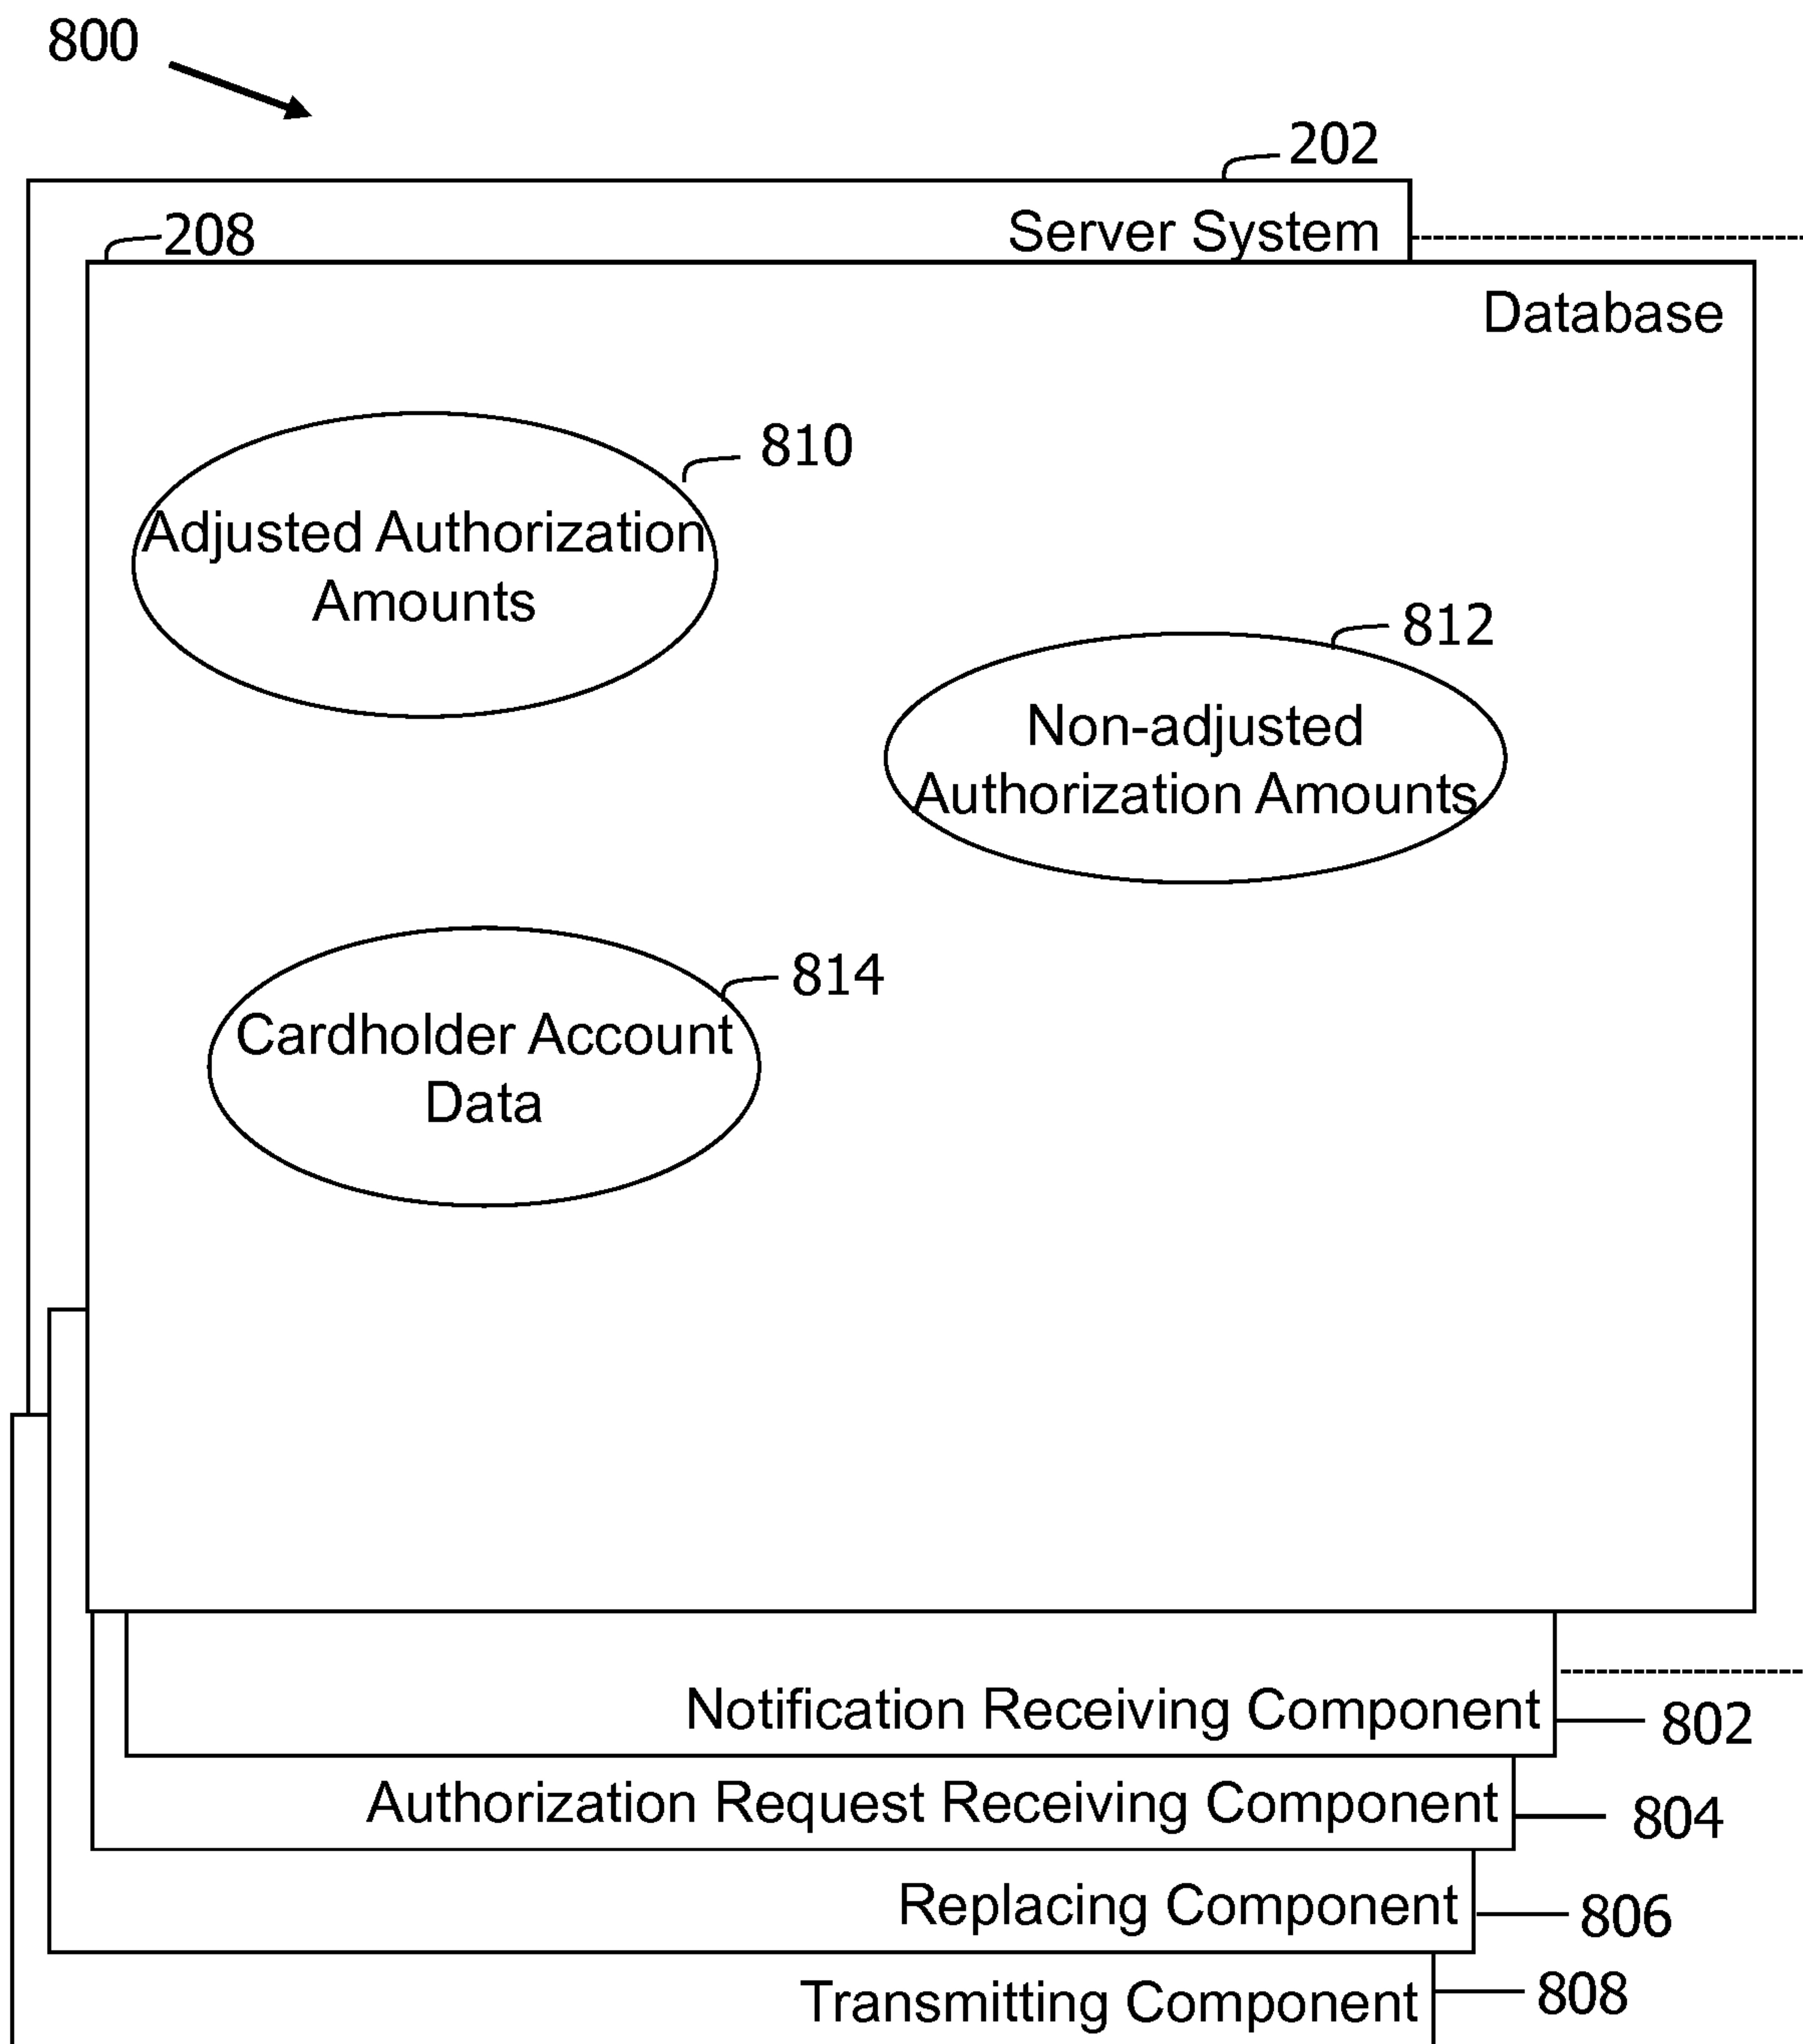 800
202
Server System
208
Database
810
Adjusted Authorization
Amounts
812
Non-adjusted
Authorization Amounts
814
Cardholder Account
Data
Notification Receiving Component
802
Authorization Request Receiving Component
804
Replacing Component
806
Transmitting Component
808